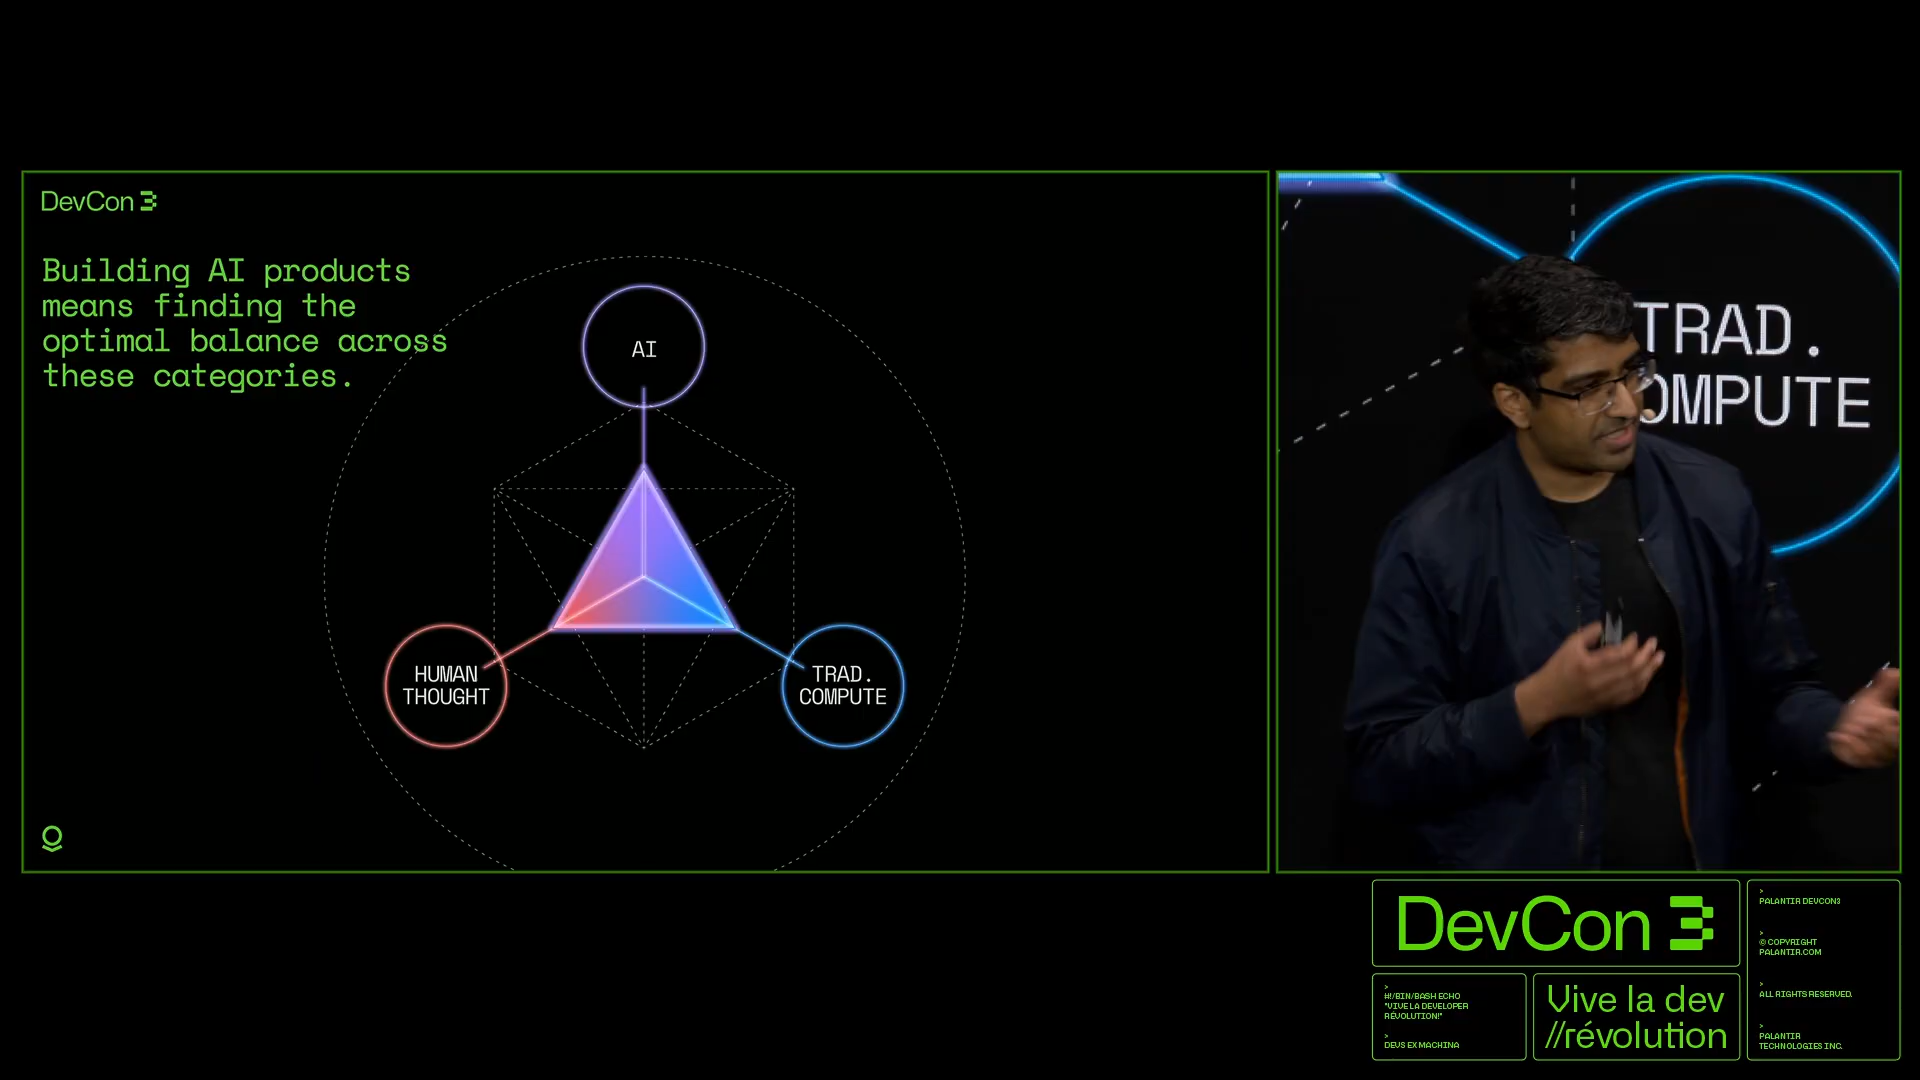 DevCon 3
Building AI products
means finding the
optimal balance across
these categories.
AI
HUMAN
THOUGHT
TRAD.
COMPUTE
TRAD.
OMPUTE
DevCon 3
>
#!/BIN/BASH ECHO
"VIVE LA DEVELOPER
RÉVOLUTION!"
>
DEVS EX MACHINA
Vive la dev
//révolution
>
PALANTIR DEVCON3
>
© COPYRIGHT
PALANTIR.COM
>
ALL RIGHTS RESERVED.
>
PALANTIR
TECHNOLOGIES INC.